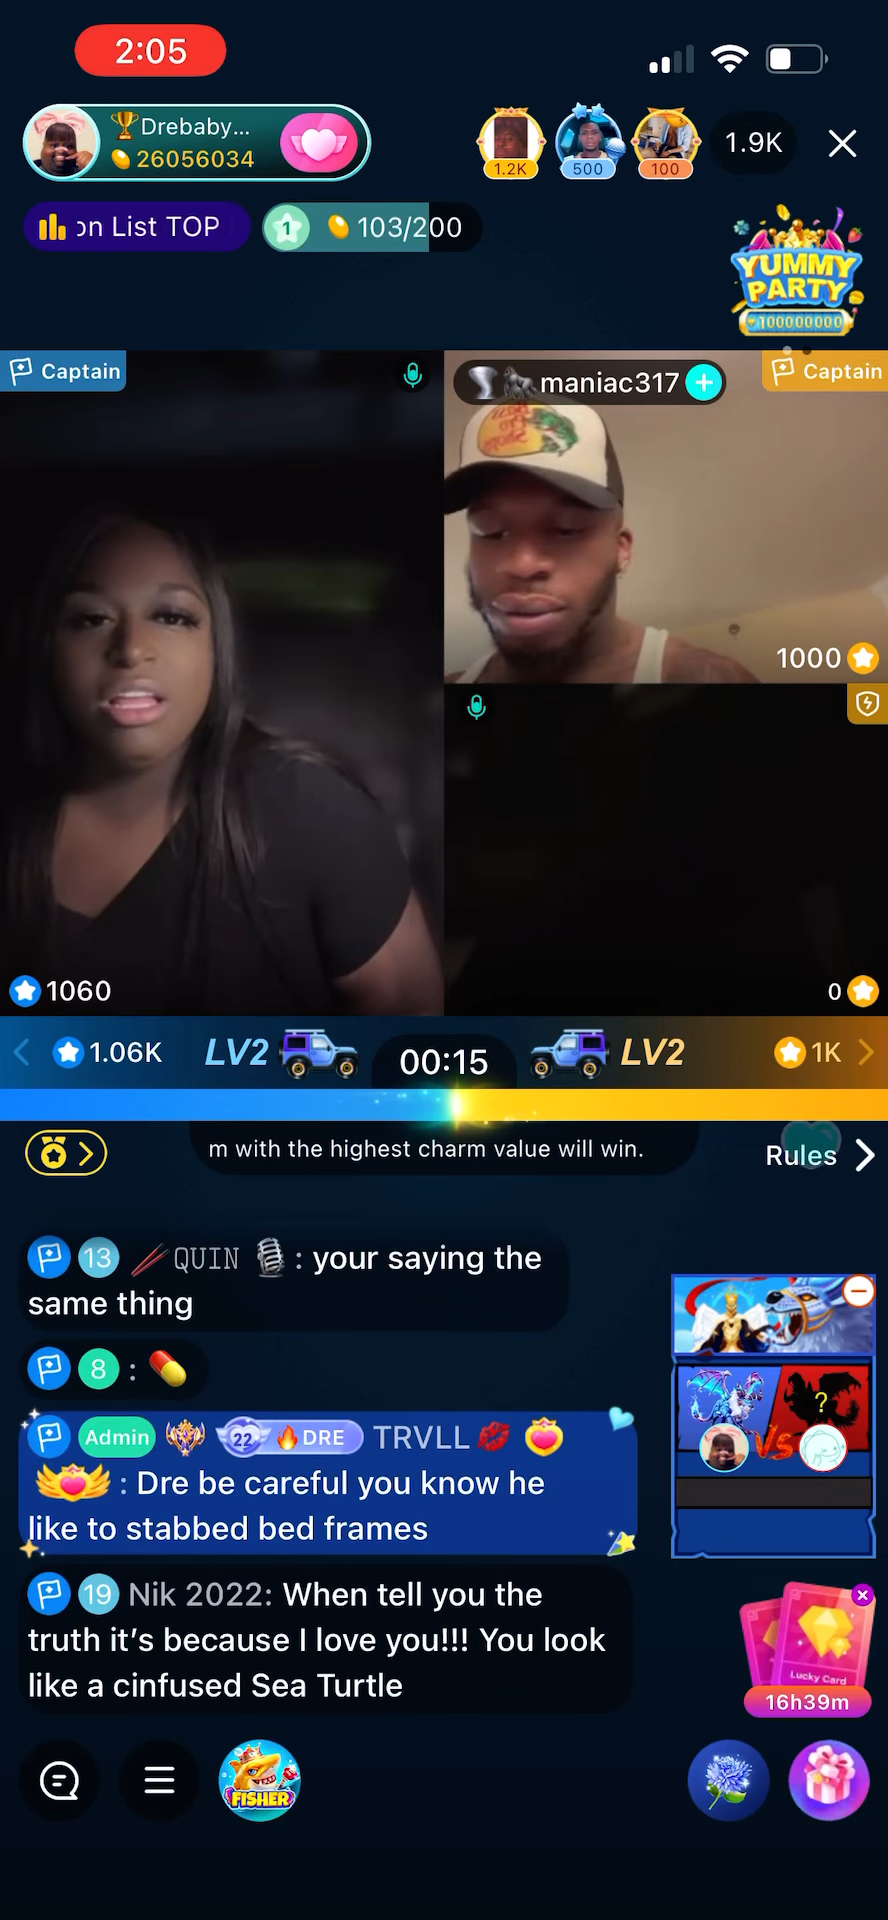 2:05
Drebaby...
26056034
1.2K
500
100
1.9K
on List TOP
1
103/200
YUMMY
PARTY
100000000
Captain
maniac317
Captain
1000
1060
0
1.06K
LV2
00:15
LV2
1K
m with the highest charm value will win.
Rules
13 QUIN : your saying the
same thing
8 :
Admin 22 DRE TRVLL
: Dre be careful you know he
like to stabbed bed frames
19 Nik 2022: When tell you the
truth it's because I love you!!! You look
like a cinfused Sea Turtle
?
VS
Lucky Card
16h39m
FISHER